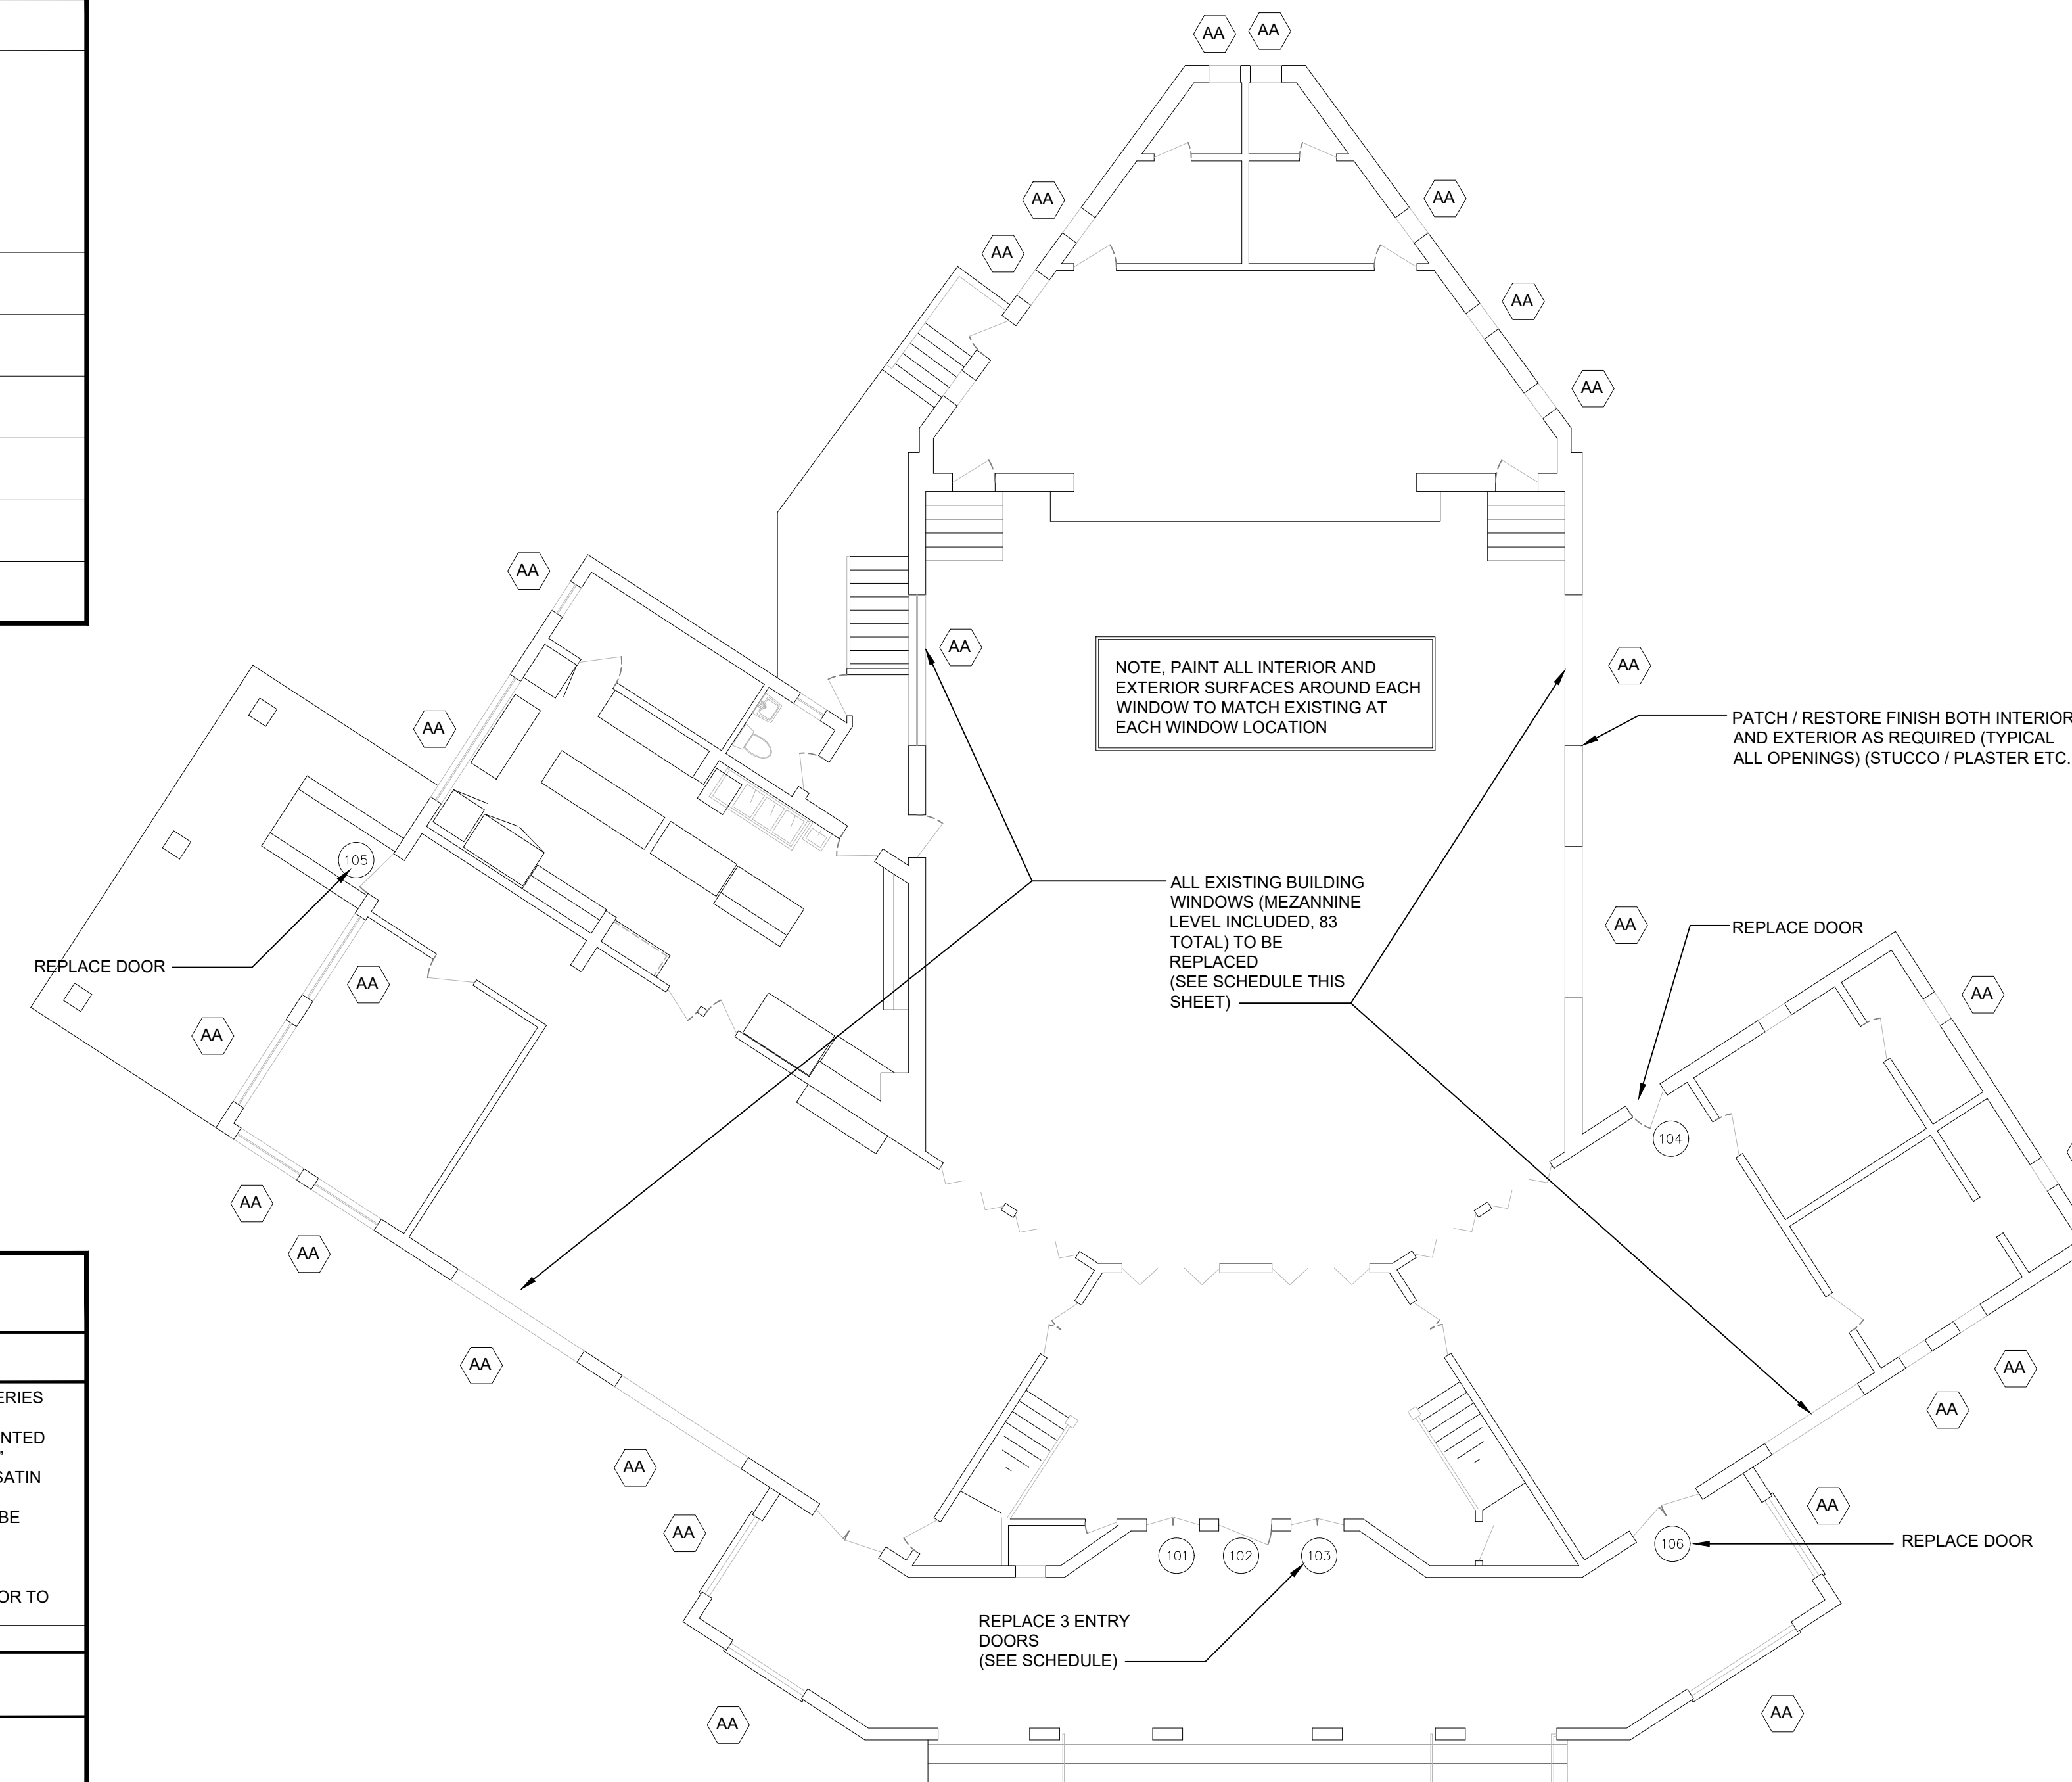 AA
AA
AA
AA
AA
AA
AA
AA
AA
AA
NOTE, PAINT ALL INTERIOR AND
EXTERIOR SURFACES AROUND EACH
WINDOW TO MATCH EXISTING AT
EACH WINDOW LOCATION
AA
PATCH / RESTORE FINISH BOTH INTERIOR
AND EXTERIOR AS REQUIRED (TYPICAL
ALL OPENINGS) (STUCCO / PLASTER ETC.
AA
105
ALL EXISTING BUILDING
WINDOWS (MEZANNINE
LEVEL INCLUDED, 83
TOTAL) TO BE
REPLACED
(SEE SCHEDULE THIS
SHEET)
AA
REPLACE DOOR
REPLACE DOOR
AA
AA
AA
104
AA
AA
AA
AA
AA
ERIES
NTED
"
SATIN
BE
OR TO
AA
AA
AA
AA
101
102
103
106
REPLACE DOOR
REPLACE 3 ENTRY
DOORS
(SEE SCHEDULE)
AA
AA